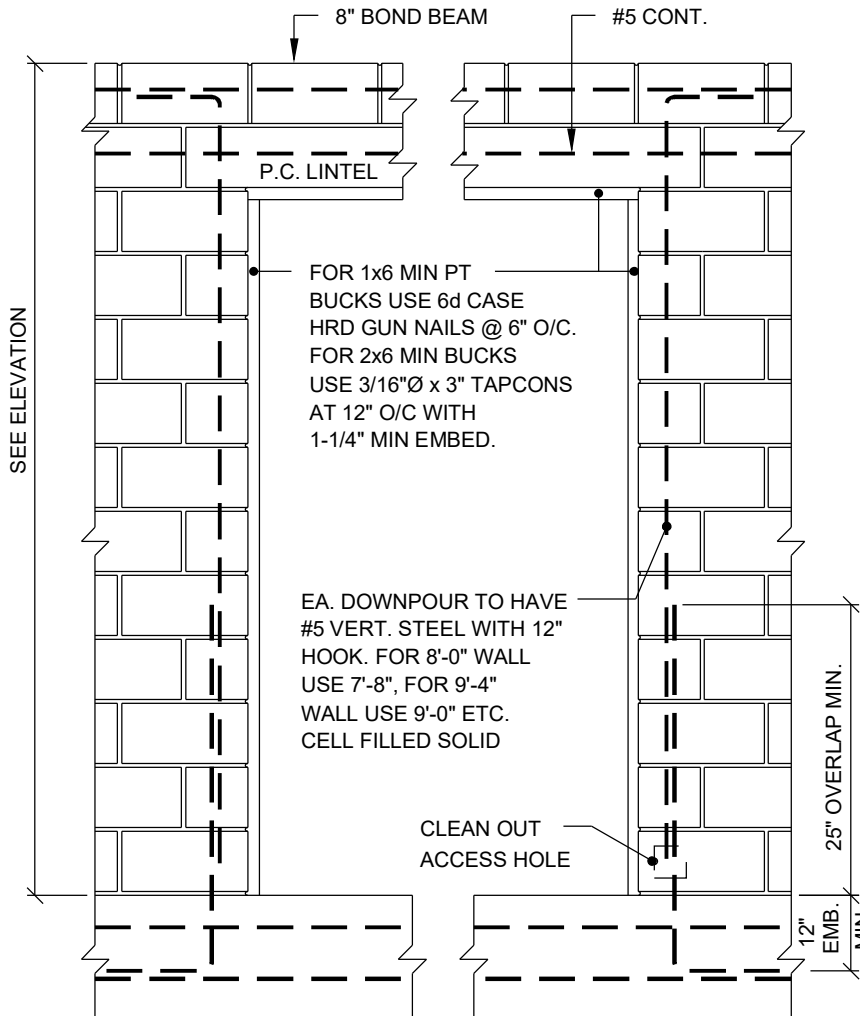 8" BOND BEAM
#5 CONT.
P.C. LINTEL
SEE ELEVATION
FOR 1x6 MIN PT
BUCKS USE 6d CASE
HRD GUN NAILS @ 6" O/C.
FOR 2x6 MIN BUCKS
USE 3/16"Ø x 3" TAPCONS
AT 12" O/C WITH
1-1/4" MIN EMBED.
EA. DOWNPOUR TO HAVE
#5 VERT. STEEL WITH 12"
HOOK. FOR 8'-0" WALL
USE 7'-8", FOR 9'-4"
WALL USE 9'-0" ETC.
CELL FILLED SOLID
25" OVERLAP MIN.
CLEAN OUT
ACCESS HOLE
12"
EMB.
MIN